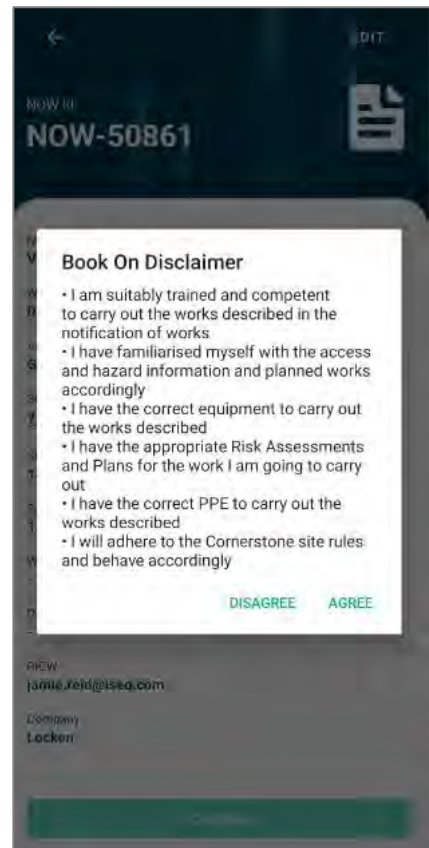 EDIT
NOW Id
NOW-50861
Book On Disclaimer
• I am suitably trained and competent
to carry out the works described in the
notification of works
• I have familiarised myself with the access
and hazard information and planned works
accordingly
• I have the correct equipment to carry out
the works described
• I have the appropriate Risk Assessments
and Plans for the work I am going to carry
out
• I have the correct PPE to carry out the
works described
• I will adhere to the Cornerstone site rules
and behave accordingly
DISAGREE AGREE
PICW
jamie.reid@iseo.com
Company
Locken